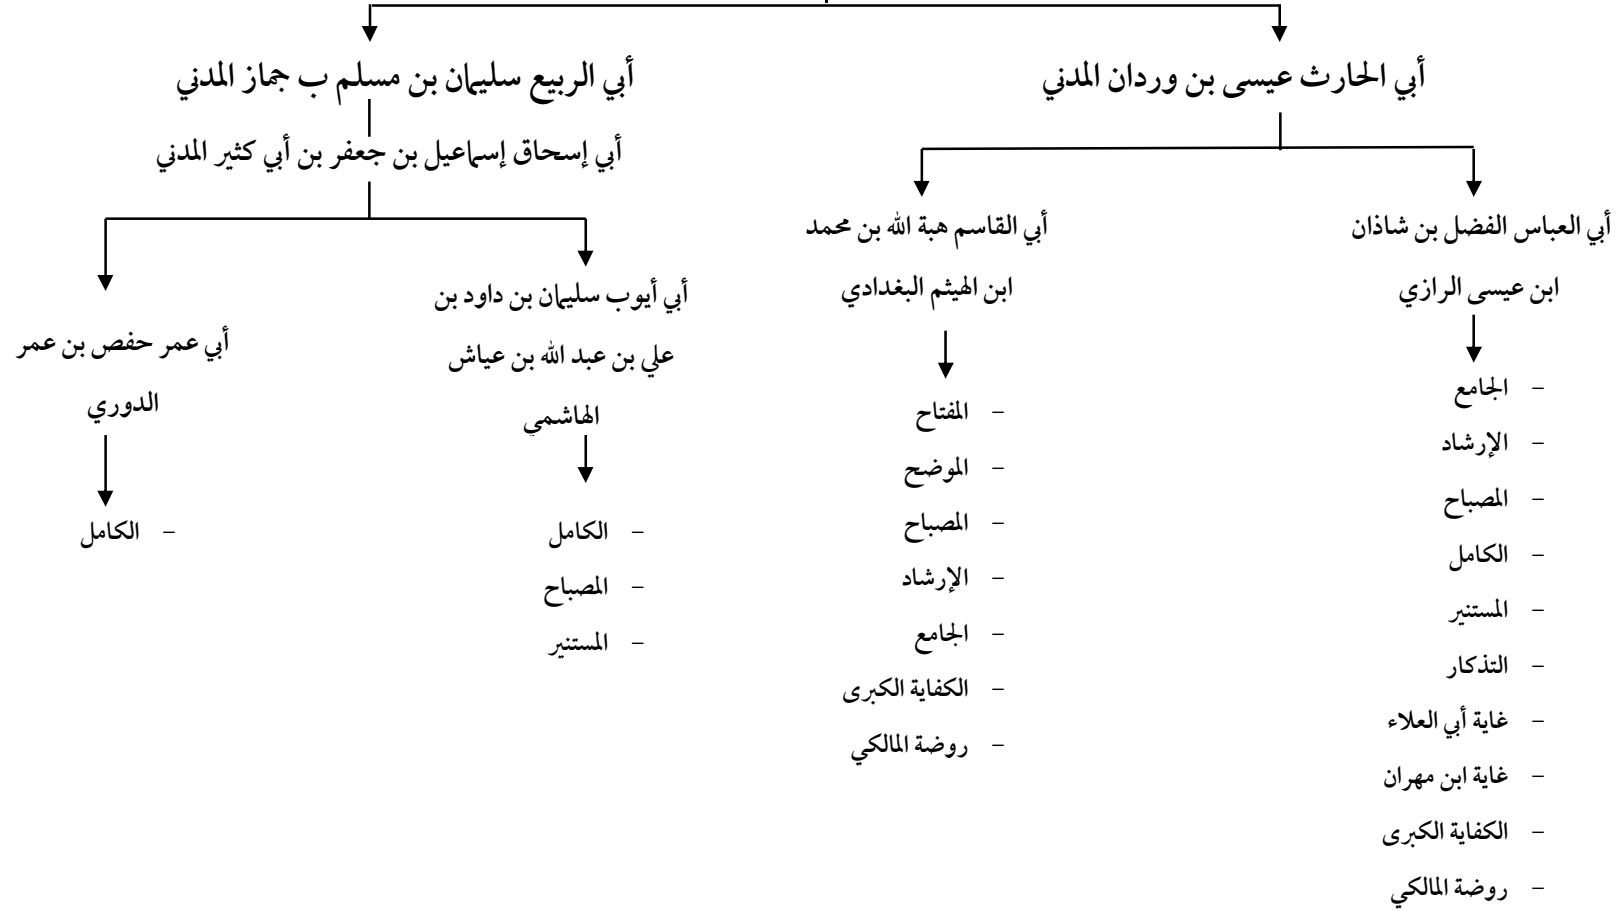 أبي الحارث عيسى بن وردان المدني
أبي الربيع سليمان بن مسلم ب جماز المدني
أبي إسحاق إسماعيل بن جعفر بن أبي كثير المدني
أبي العباس الفضل بن شاذان
ابن عيسى الرازي
- الجامع
- الإرشاد
- المصباح
- الكامل
- المستنير
- التذكار
- غاية أبي العلاء
- غاية ابن مهران
- الكفاية الكبرى
- روضة المالكي
أبي القاسم هبة الله بن محمد
ابن الهيثم البغدادي
- المفتاح
- الموضح
- المصباح
- الإرشاد
- الجامع
- الكفاية الكبرى
- روضة المالكي
أبي أيوب سليمان بن داود بن
علي بن عبد الله بن عياش
الهاشمي
- الكامل
- المصباح
- المستنير
أبي عمر حفص بن عمر
الدوري
- الكامل